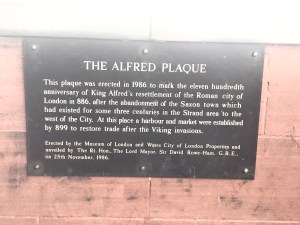 THE ALFRED PLAQUE
This plaque was erected in 1986 to mark the eleven hundredth
anniversary of King Alfred's resettlement of the Roman city of
London in 886, after the abandonment of the Saxon town which
had existed for some three centuries in the Strand area to the
west of the City. At this place a harbour and market were established
by 899 to restore trade after the Viking invasions.
Erected by the Museum of London and Wates City of London Properties and
unveiled by The Rt. Hon. The Lord Mayor, Sir David Rowe-Ham, G.B.E.,
on 25th November, 1986.